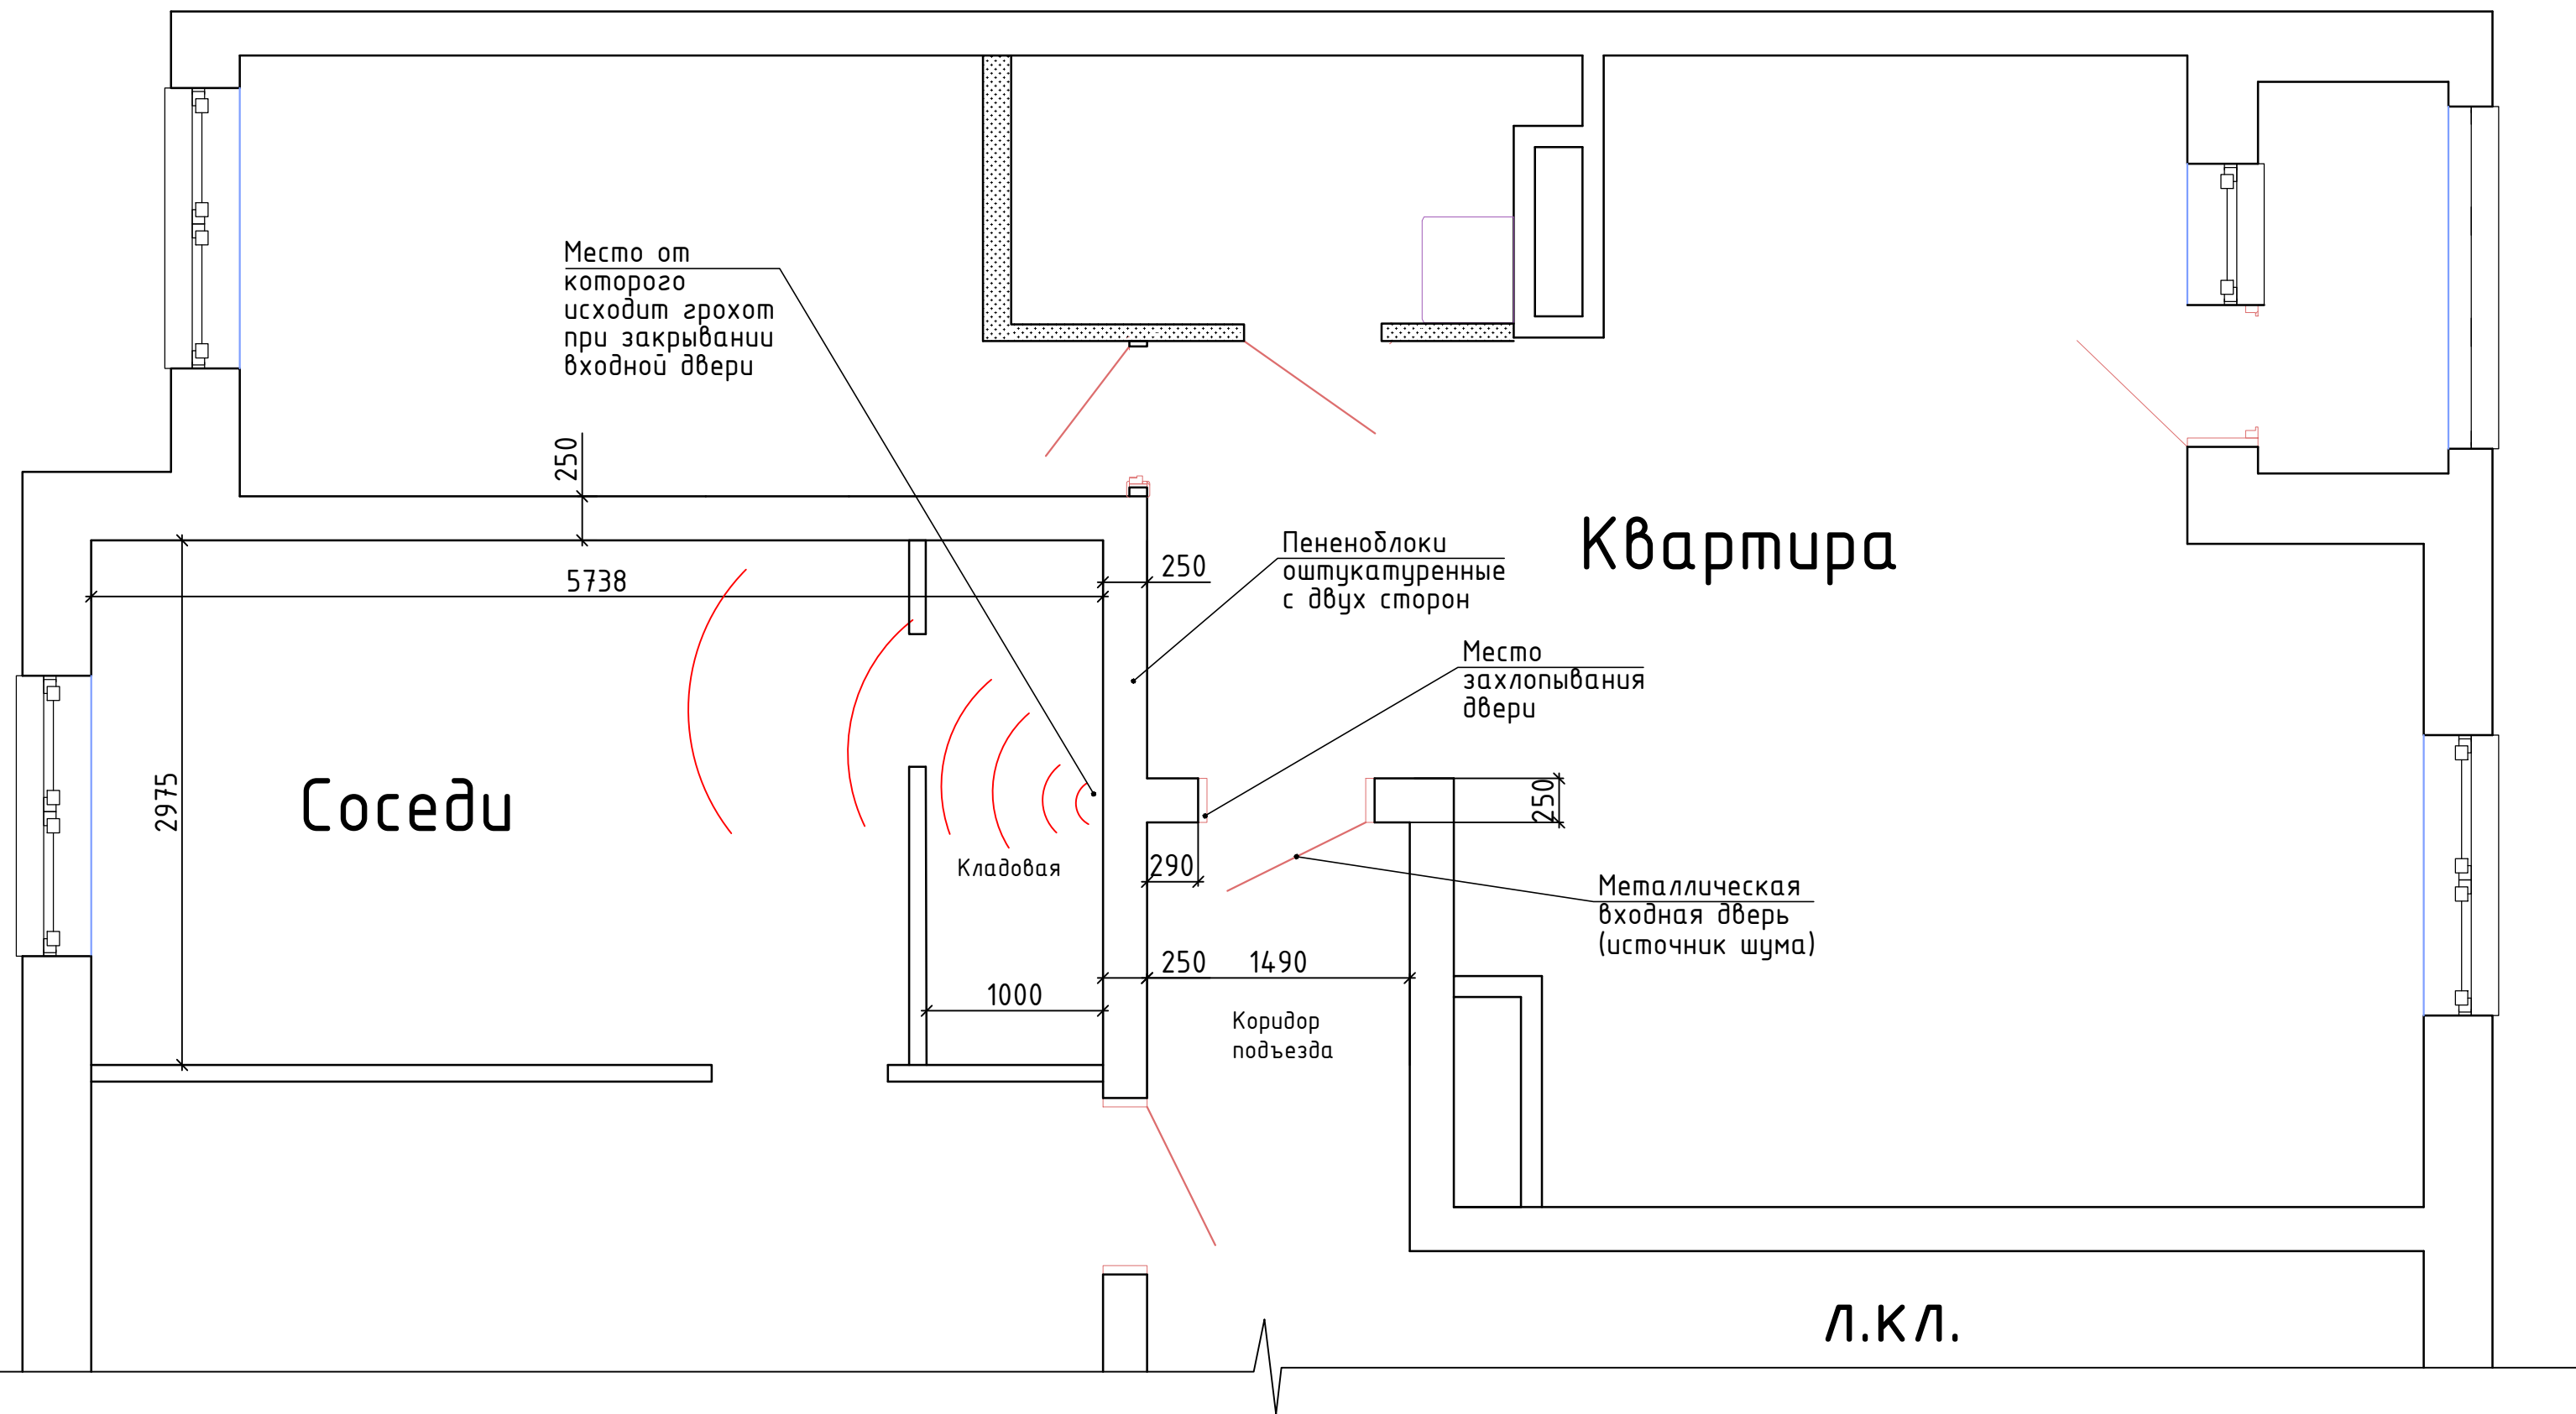 Место от
которого
исходит грохот
при закрывании
входной двери
250
5738
250
Пененоблоки
оштукатуренные
с двух сторон
Квартира
Место
захлопывания
двери
2975
Соседи
250
Кладовая
290
Металлическая
входная дверь
(источник шума)
250
1490
1000
Коридор
подъезда
Л.КЛ.